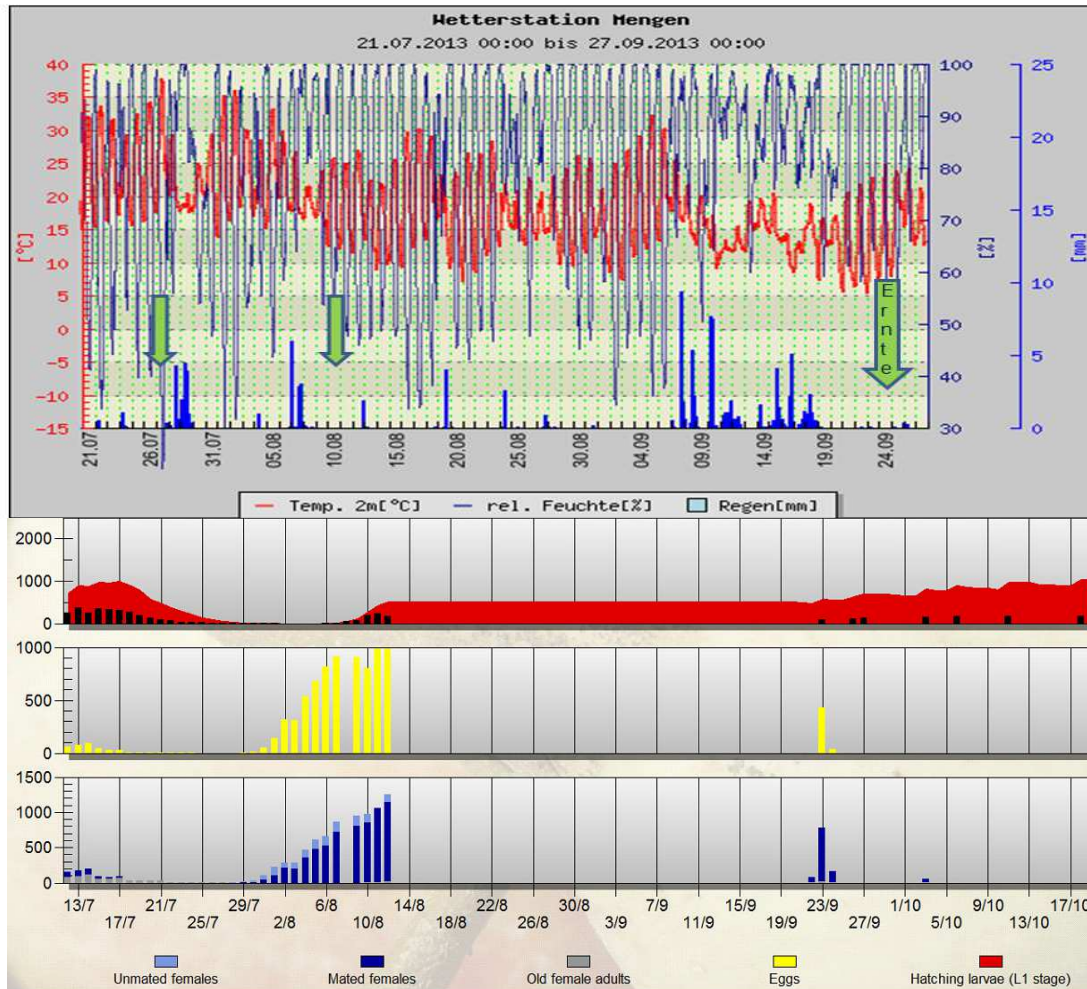 Wetterstation Mengen
21.07.2013 00:00 bis 27.09.2013 00:00
40 100 25
35
90
30 20
25 80
20
70 15
15
10 60 10
5
0 50
-5 5
40
-10
-15 30 0
[°C] [%] [mm]
Ernte
21.07 26.07 31.07 05.08 10.08 15.08 20.08 25.08 30.08 04.09 09.09 14.09 19.09 24.09
Temp. 2m[°C] rel. Feuchte[%] Regen[mm]
2000
1000
0
1000
500
0
1500
1000
500
0
13/7 21/7 29/7 6/8 14/8 22/8 30/8 7/9 15/9 23/9 1/10 9/10 17/10
17/7 25/7 2/8 10/8 18/8 26/8 3/9 11/9 19/9 27/9 5/10 13/10
Unmated females Mated females Old female adults Eggs Hatching larvae (L1 stage)